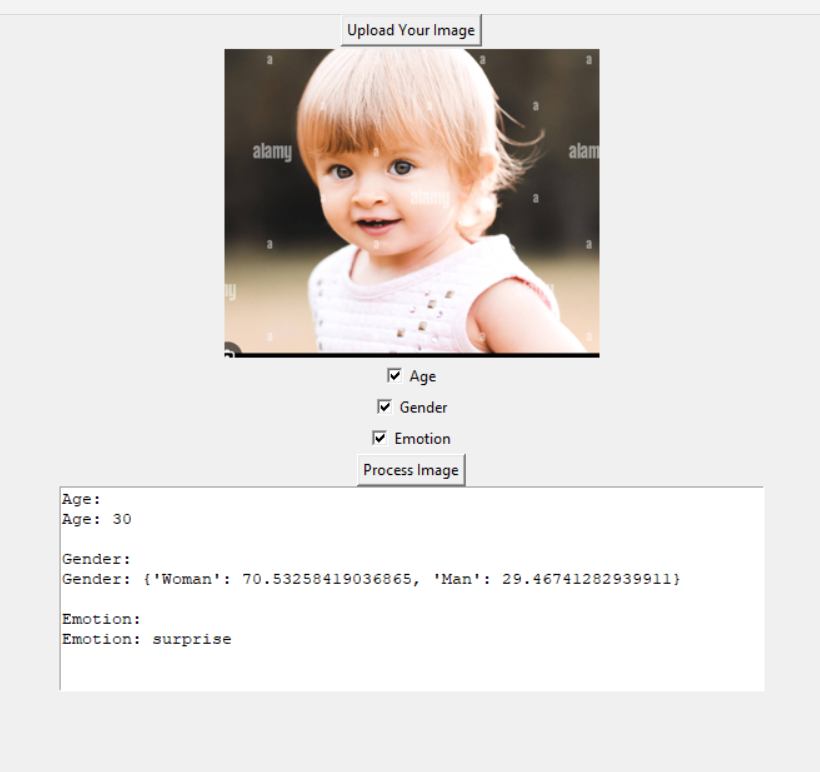 Upload Your Image
a
a
a
a
a
a
a
alamy
a
alam
a
alamy
a
a
a
a
y
a
a
Age
Gender
Emotion
Process Image
Age:
Age: 30
Gender:
Gender: {'Woman': 70.53258419036865, 'Man': 29.46741282939911}
Emotion:
Emotion: surprise